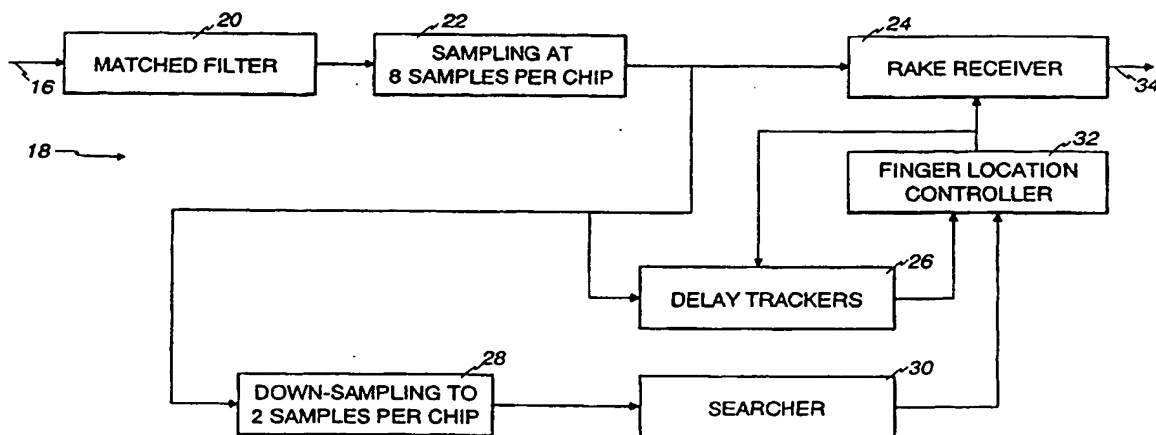 20
MATCHED FILTER
16
22
SAMPLING AT
8 SAMPLES PER CHIP
24
RAKE RECEIVER
34
18
32
FINGER LOCATION
CONTROLLER
26
DELAY TRACKERS
28
DOWN-SAMPLING TO
2 SAMPLES PER CHIP
30
SEARCHER